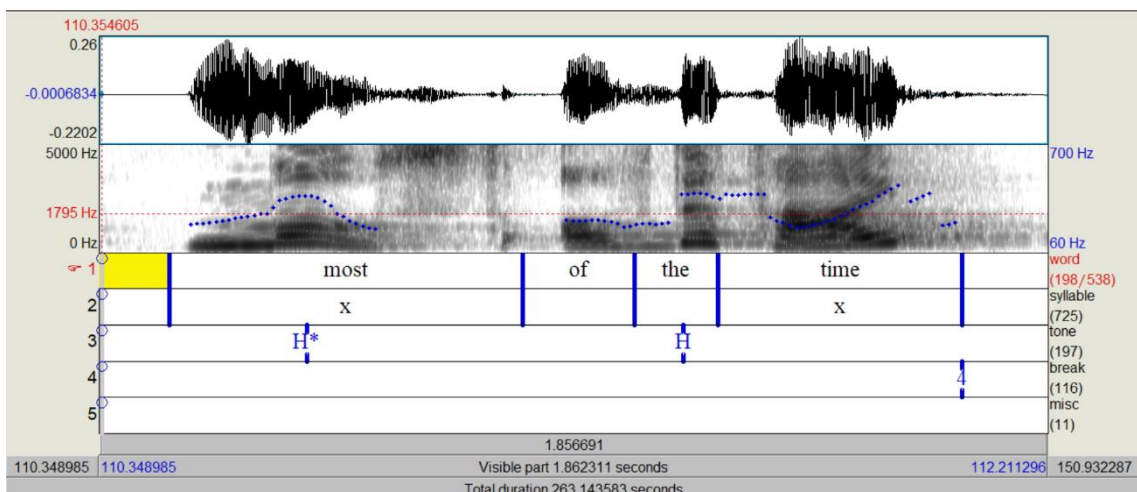 110.354605
0.26
-0.0006834
-0.2202
5000 Hz 700 Hz
1795 Hz
0 Hz 60 Hz
1 most of the time word (198/538)
2 x x syllable (725)
3 H* H tone (197)
4 4 break (116)
5 misc (11)
1.856691
110.348985 110.348985 Visible part 1.862311 seconds 112.211296 150.932287
Total duration 263.143583 seconds